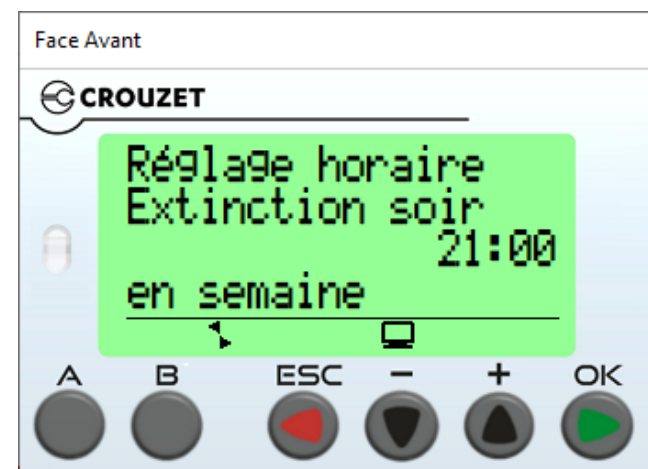 Face Avant
CROUZET
Réglage horaire
Extinction soir
21:00
en semaine
A B ESC - + OK